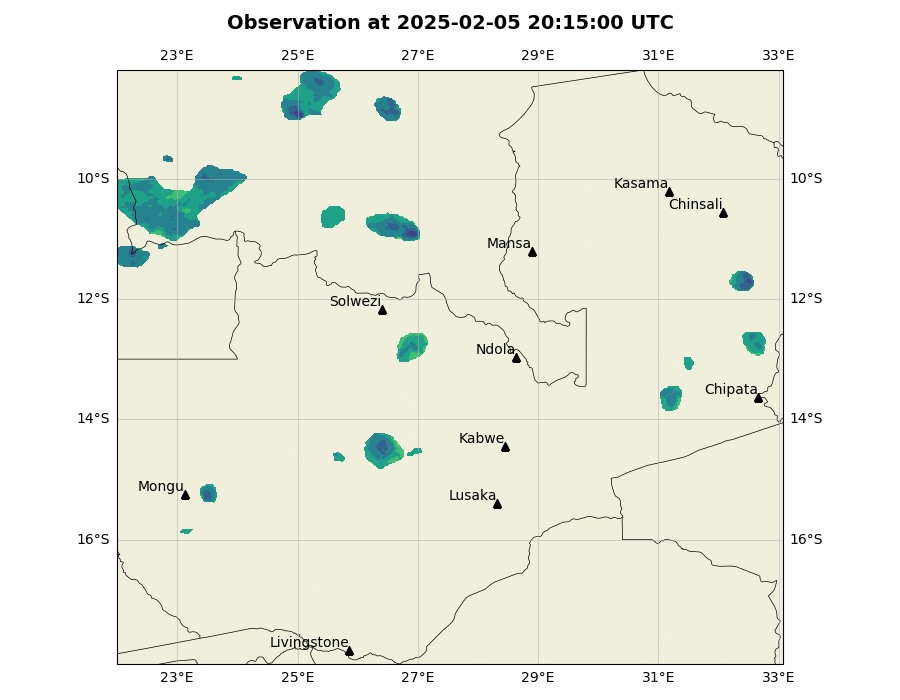 Observation at 2025-02-05 20:15:00 UTC
23°E 25°E 27°E 29°E 31°E 33°E
10°S 10°S
Kasama
Chinsali
Mansa
12°S 12°S
Solwezi
Ndola
Chipata
14°S 14°S
Kabwe
Mongu
Lusaka
16°S 16°S
Livingstone
23°E 25°E 27°E 29°E 31°E 33°E